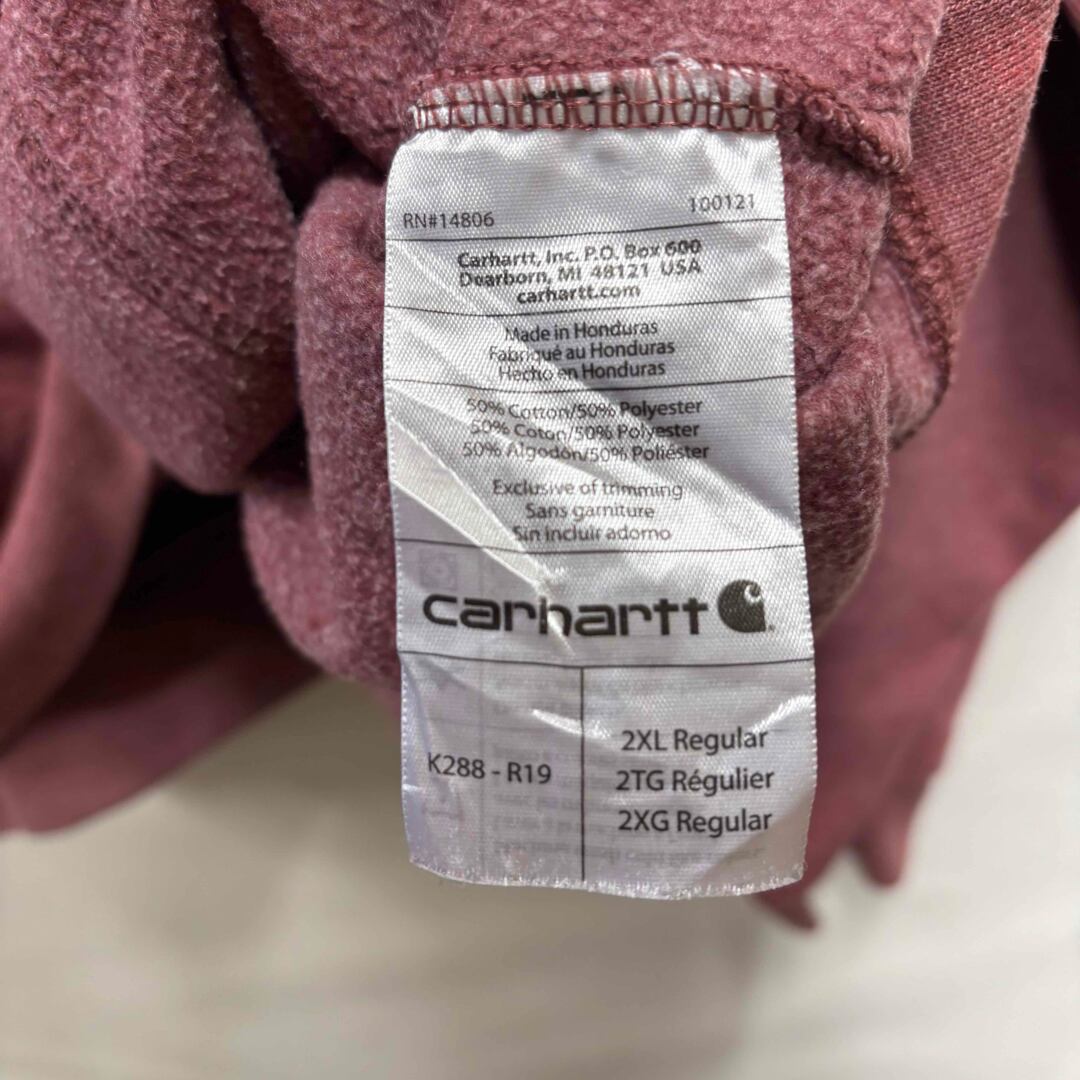 RN#14806 100121
Carhartt, Inc. P.O. Box 600
Dearborn, MI 48121 USA
carhartt.com
Made in Honduras
Fabriqué au Honduras
Hecho en Honduras
50% Cotton/50% Polyester
50% Coton/50% Polyester
50% Algodón/50% Poliéster
Exclusive of trimming
Sans garniture
Sin incluir adorno
carhartt
K288 - R19
2XL Regular
2TG Régulier
2XG Regular